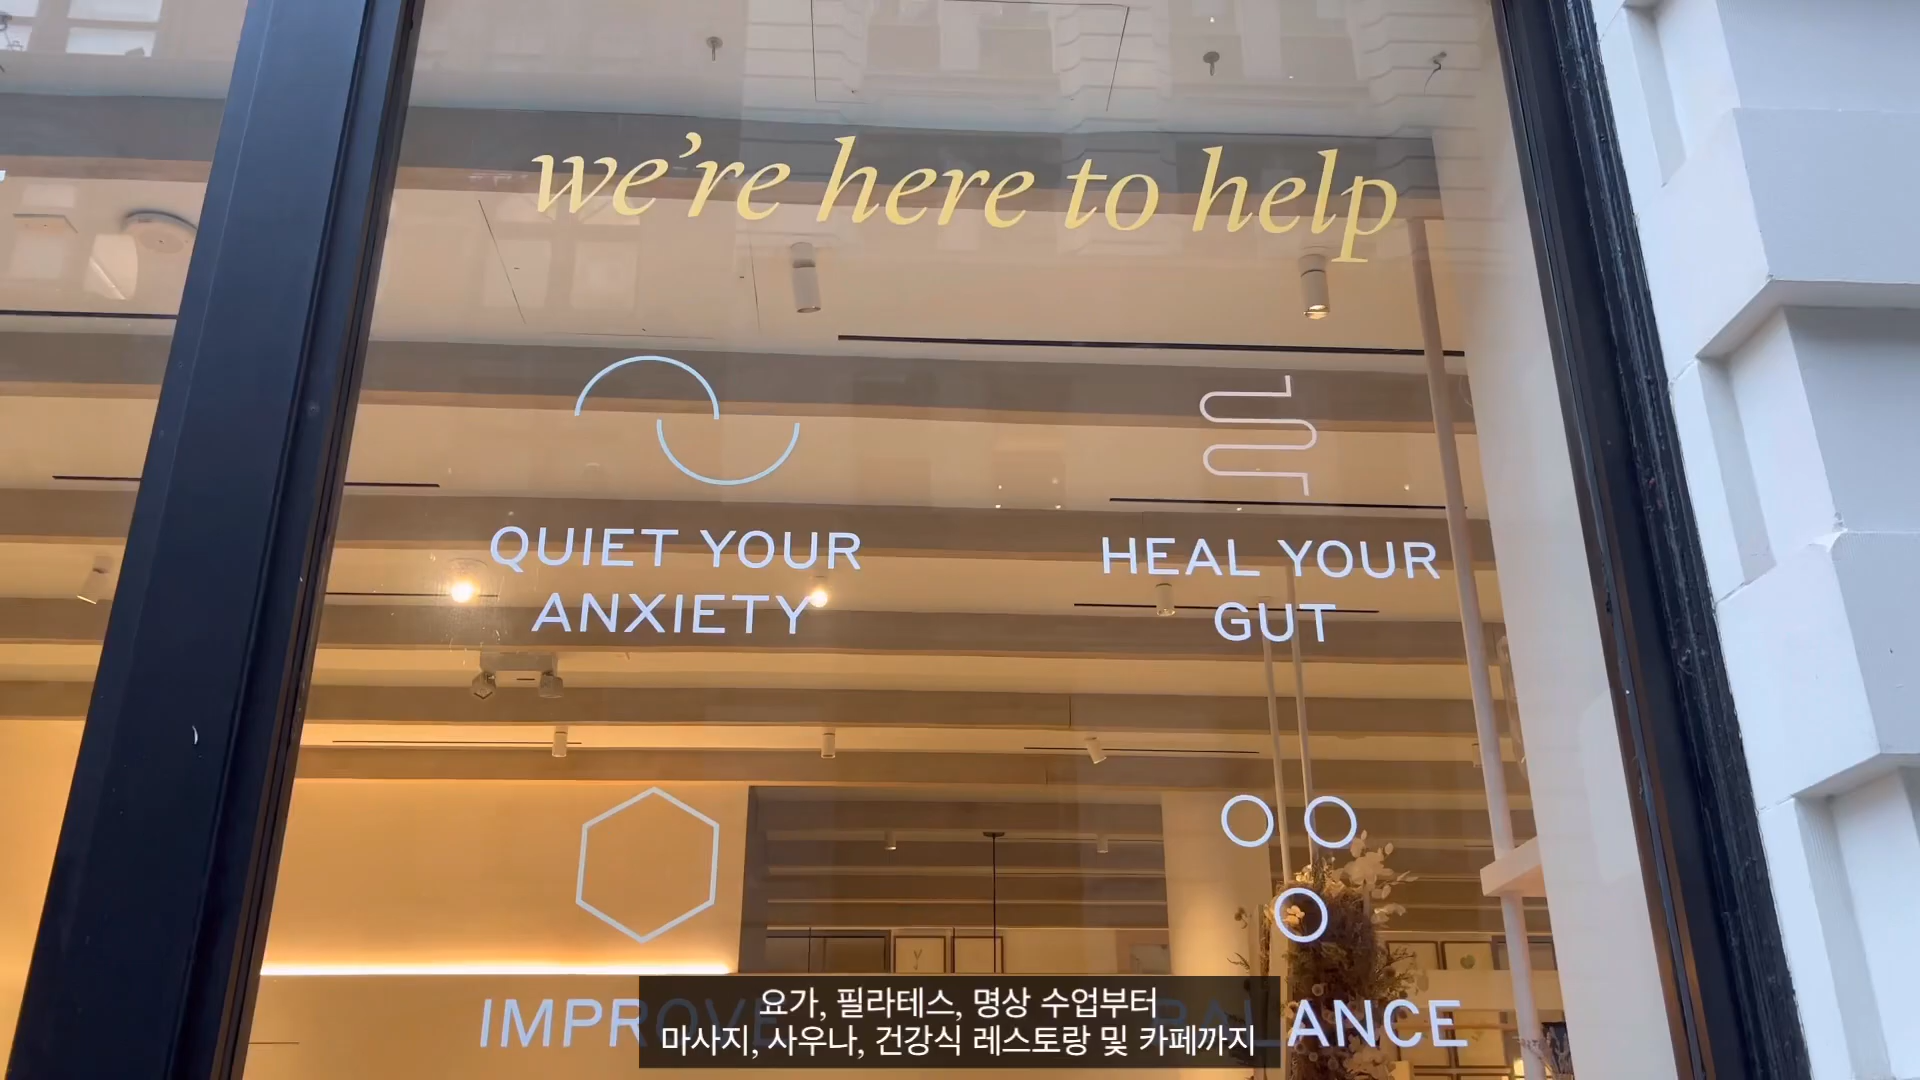 we're here to help
QUIET YOUR
ANXIETY
HEAL YOUR
GUT
IMPROVE
BALANCE
요가, 필라테스, 명상 수업부터
마사지, 사우나, 건강식 레스토랑 및 카페까지